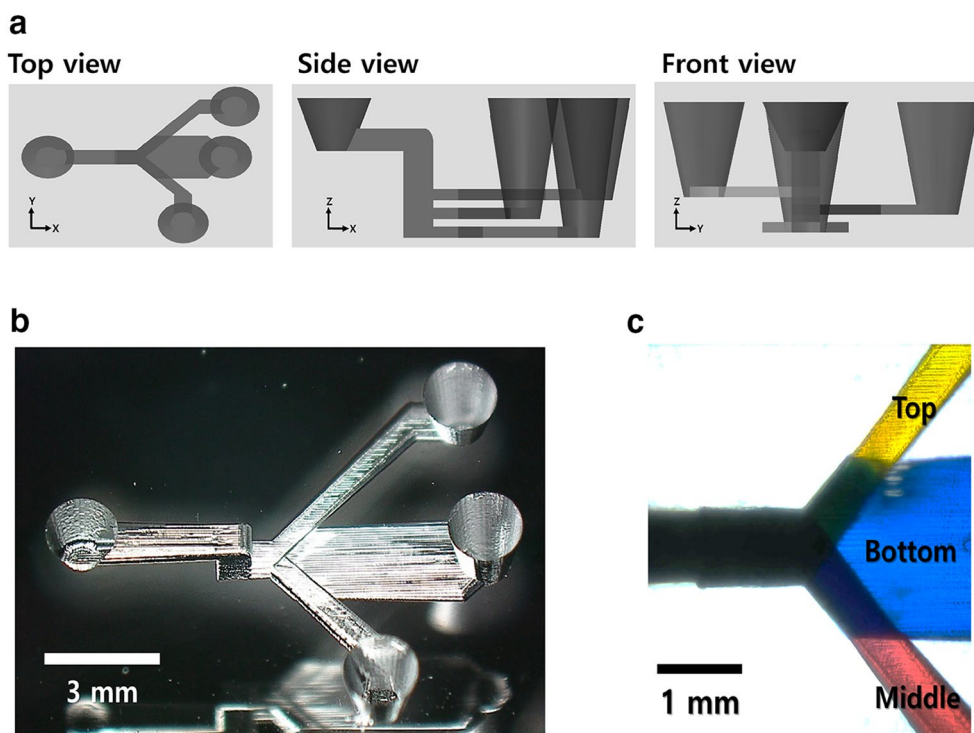 a
Top view
Side view
Front view
Y
X
Z
X
Z
Y
b
c
3 mm
Top
Bottom
Middle
1 mm